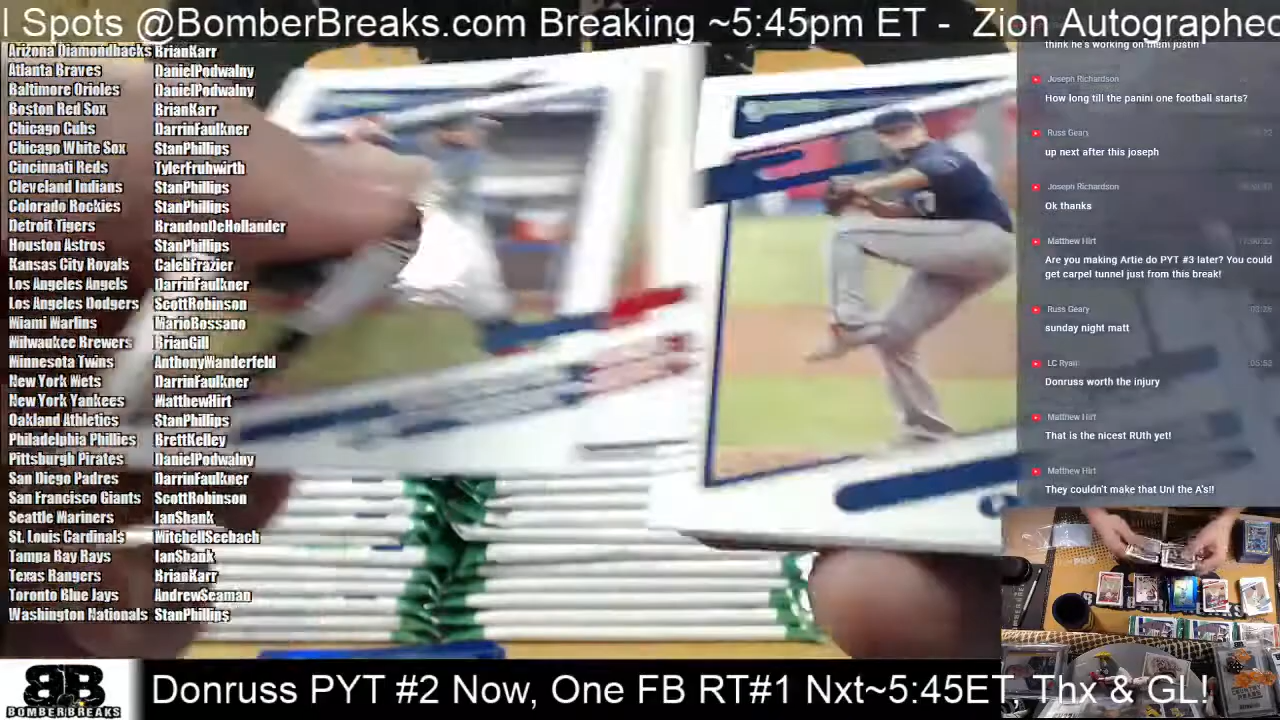 l Spots @BomberBreaks.com Breaking ~5:45pm ET - Zion Autographed
Arizona Diamondbacks BrianKarr
Atlanta Braves DanielPodwalny
Baltimore Orioles DanielPodwalny
Boston Red Sox BrianKarr
Chicago Cubs DarrinFaulkner
Chicago White Sox StanPhillips
Cincinnati Reds TylerFruhwirth
Cleveland Indians StanPhillips
Colorado Rockies StanPhillips
Detroit Tigers BrandonDeHollander
Houston Astros StanPhillips
Kansas City Royals CalebFrazier
Los Angeles Angels DarrinFaulkner
Los Angeles Dodgers ScottRobinson
Miami Marlins MarioBossano
Milwaukee Brewers BrianGill
Minnesota Twins AnthonyWanderfeld
New York Mets DarrinFaulkner
New York Yankees MatthewHirt
Oakland Athletics StanPhillips
Philadelphia Phillies BrettKelley
Pittsburgh Pirates DanielPodwalny
San Diego Padres DarrinFaulkner
San Francisco Giants ScottRobinson
Seattle Mariners IanShank
St. Louis Cardinals MitchellSeebach
Tampa Bay Rays IanShank
Texas Rangers BrianKarr
Toronto Blue Jays AndrewSeaman
Washington Nationals StanPhillips
think he's working on them justin
Joseph Richardson
How long till the panini one football starts?
Russ Geary
up next after this joseph
Joseph Richardson
Ok thanks
Matthew Hirt
Are you making Artie do PYT #3 later? You could
get carpel tunnel just from this break!
Russ Geary
sunday night matt
LC Ryan
Donruss worth the injury
Matthew Hirt
That is the nicest RUth yet!
Matthew Hirt
They couldn't make that Uni the A's!!
BB
BOMBERBREAKS
Donruss PYT #2 Now, One FB RT#1 Nxt~5:45ET, Thx & GL!